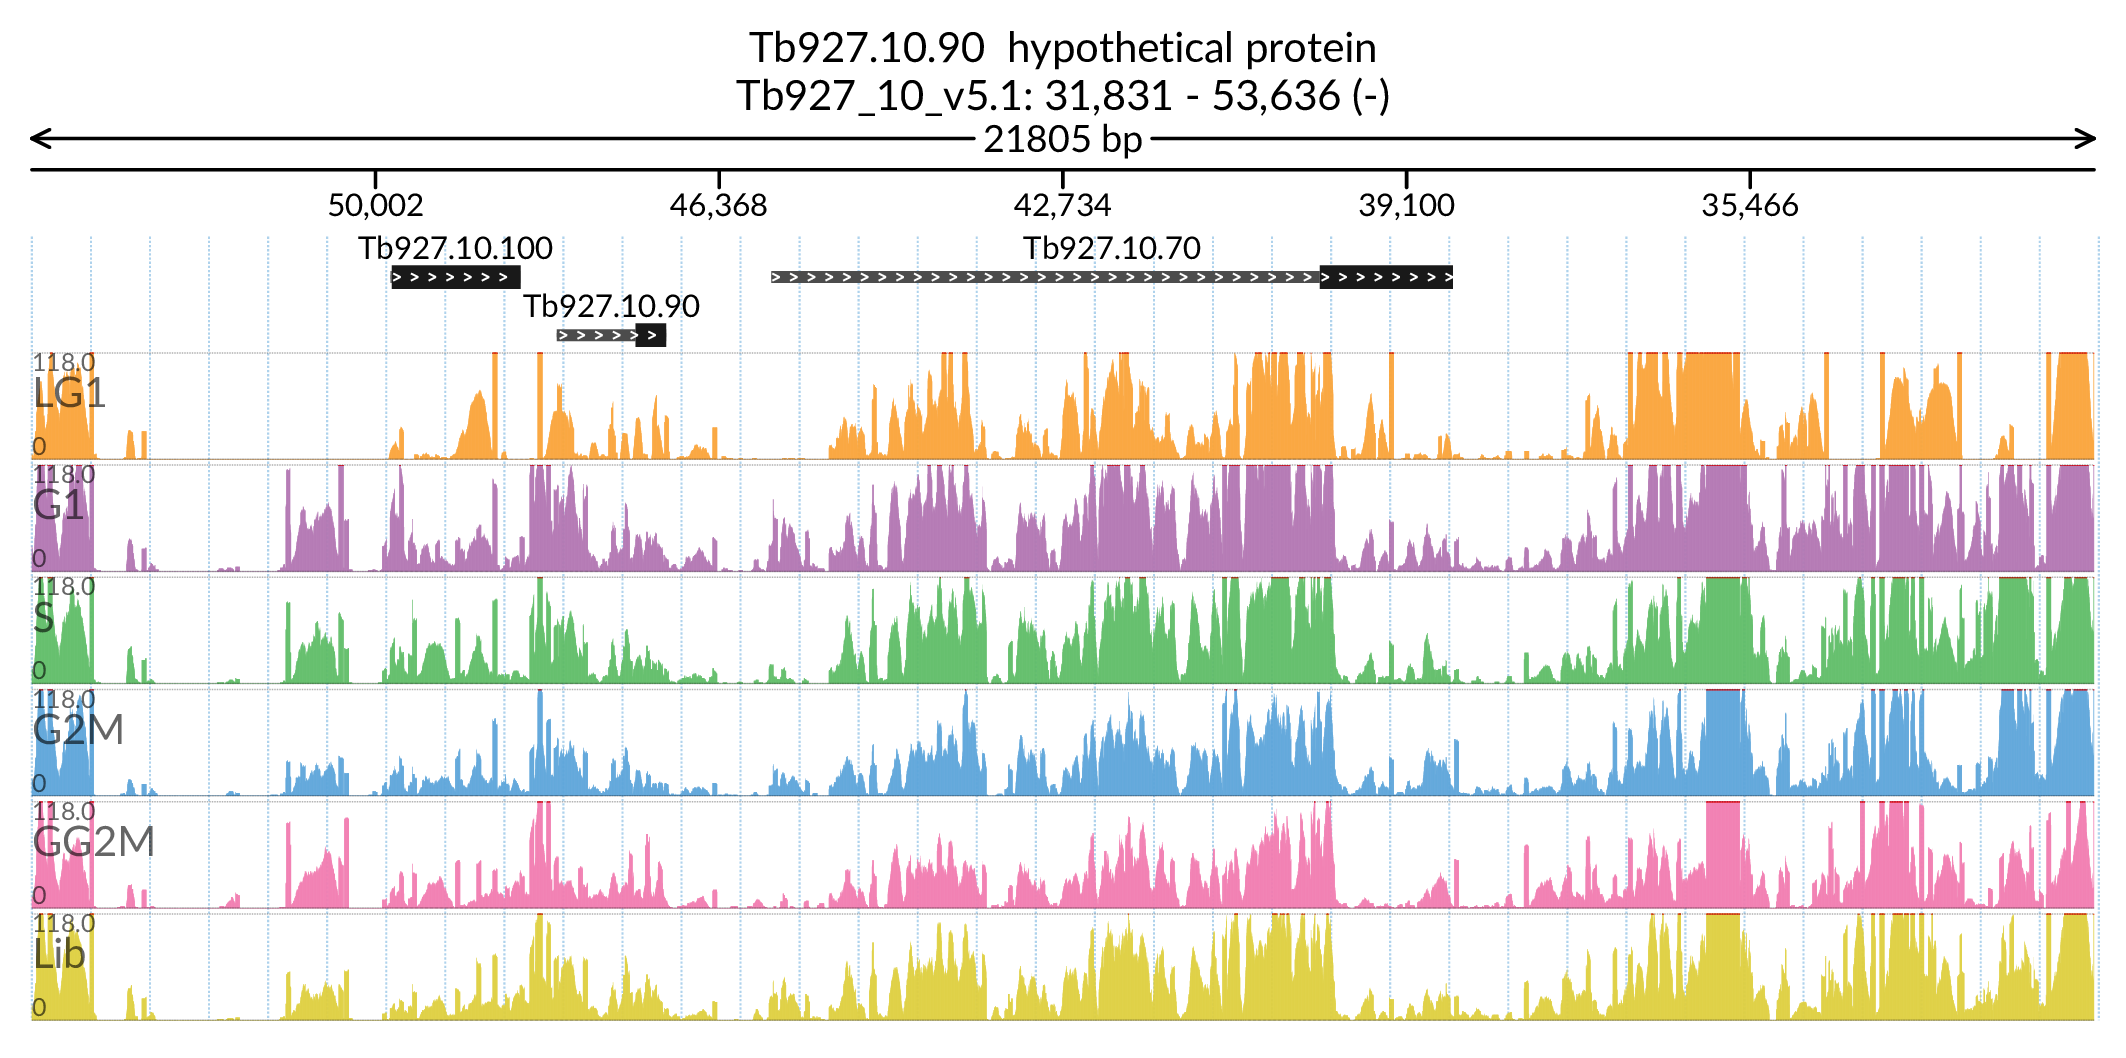 Tb927.10.90 hypothetical protein
Tb927_10_v5.1: 31,831 - 53,636 (-)
21805 bp
50,002 46,368 42,734 39,100 35,466
Tb927.10.100 Tb927.10.70
Tb927.10.90
118.0
LG1
0
118.0
G1
0
118.0
S
0
118.0
G2M
0
118.0
GG2M
0
118.0
Lib
0